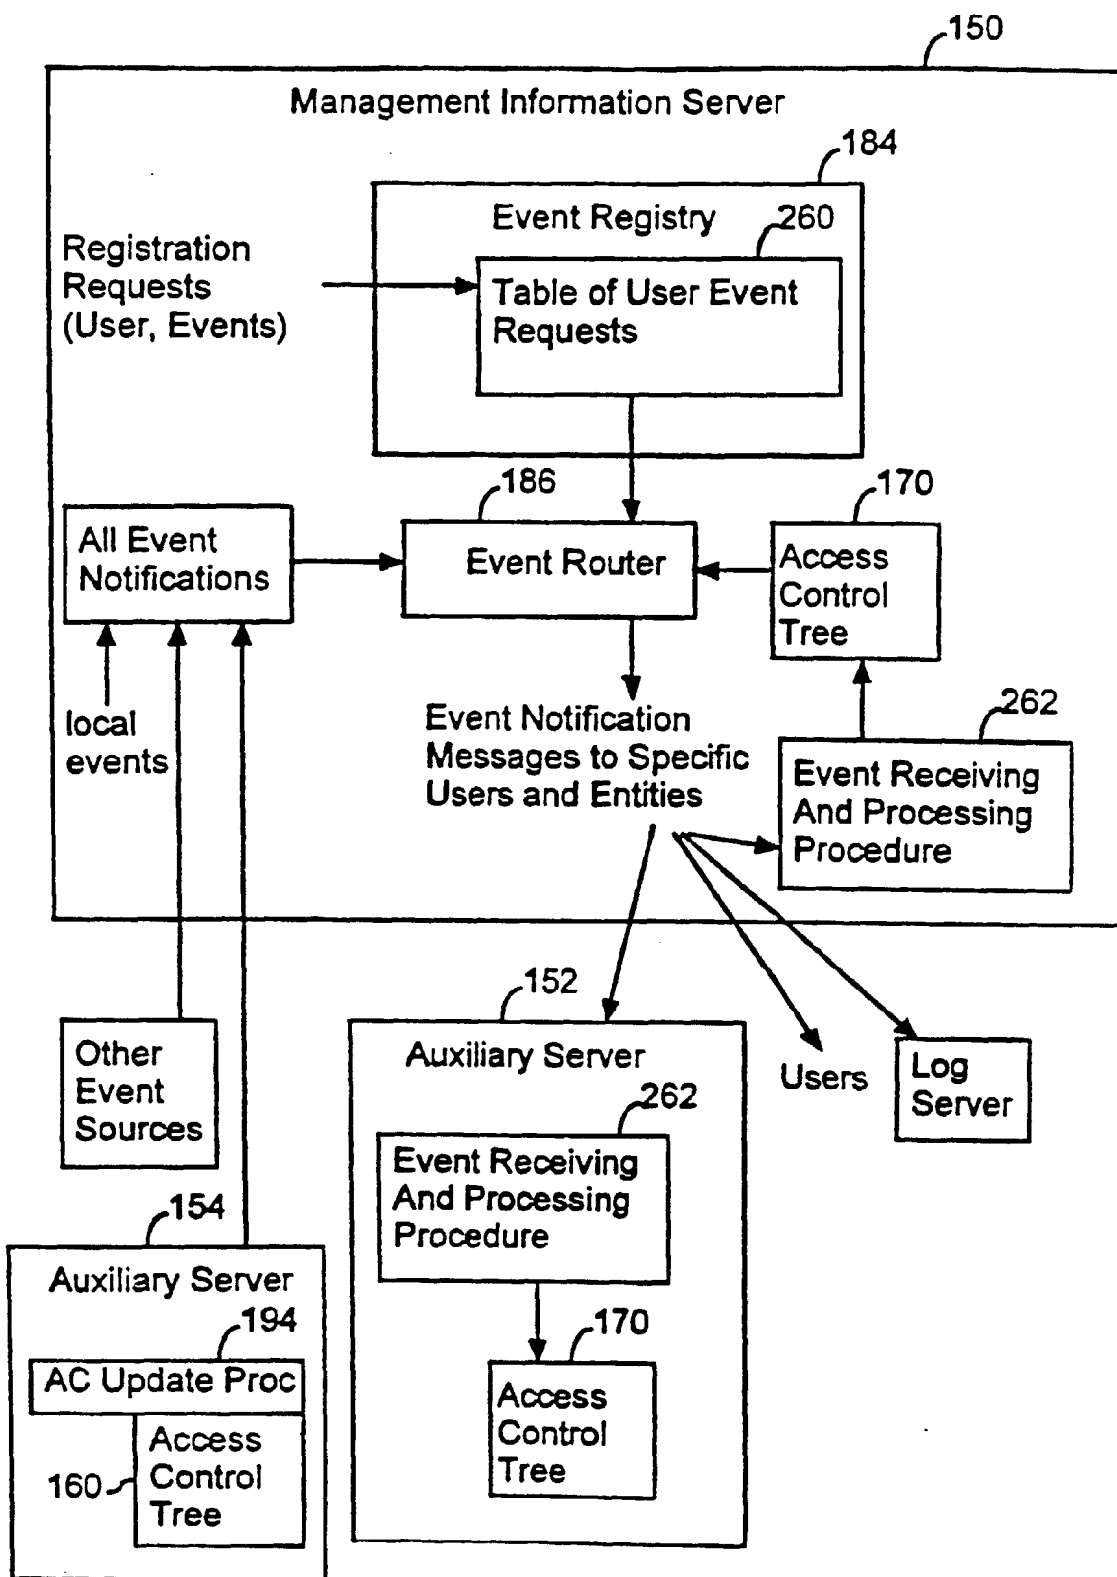 150
Management Information Server
184
Event Registry
260
Registration
Requests
(User, Events)
Table of User Event
Requests
186
170
All Event
Notifications
Event Router
Access
Control
Tree
local
events
Event Notification
Messages to Specific
Users and Entities
262
Event Receiving
And Processing
Procedure
152
Other
Event
Sources
Auxiliary Server
Users
Log
Server
262
Event Receiving
And Processing
Procedure
154
Auxiliary Server
194
170
AC Update Proc
Access
Control
Tree
160
Access
Control
Tree